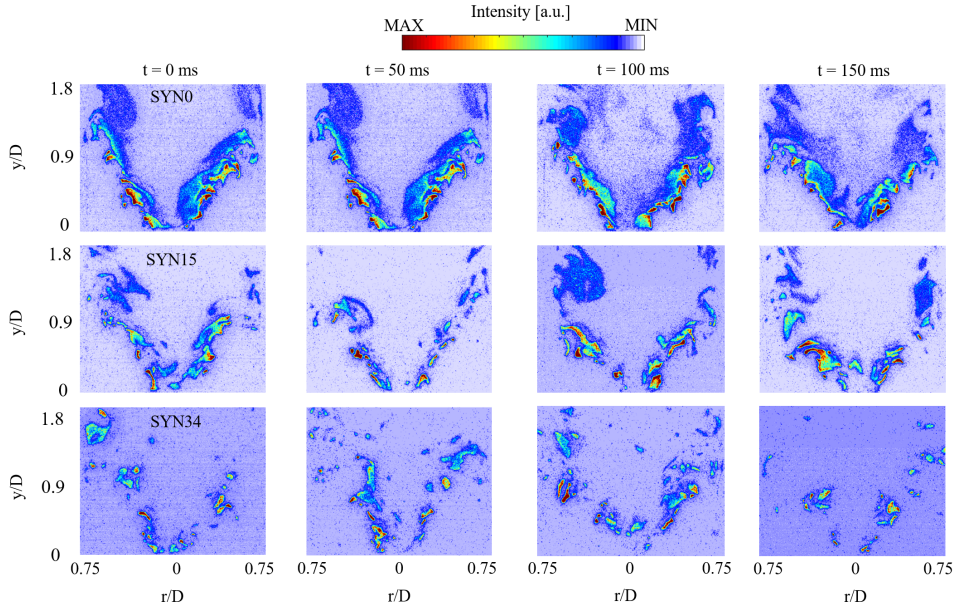 Intensity [a.u.]
MAX MIN
t = 0 ms t = 50 ms t = 100 ms t = 150 ms
1.8 SYN0
y/D
0.9
0
1.8 SYN15
y/D
0.9
0
1.8 SYN34
y/D
0.9
0
0.75 0 0.75 0.75 0 0.75 0.75 0 0.75 0.75 0 0.75
r/D r/D r/D r/D